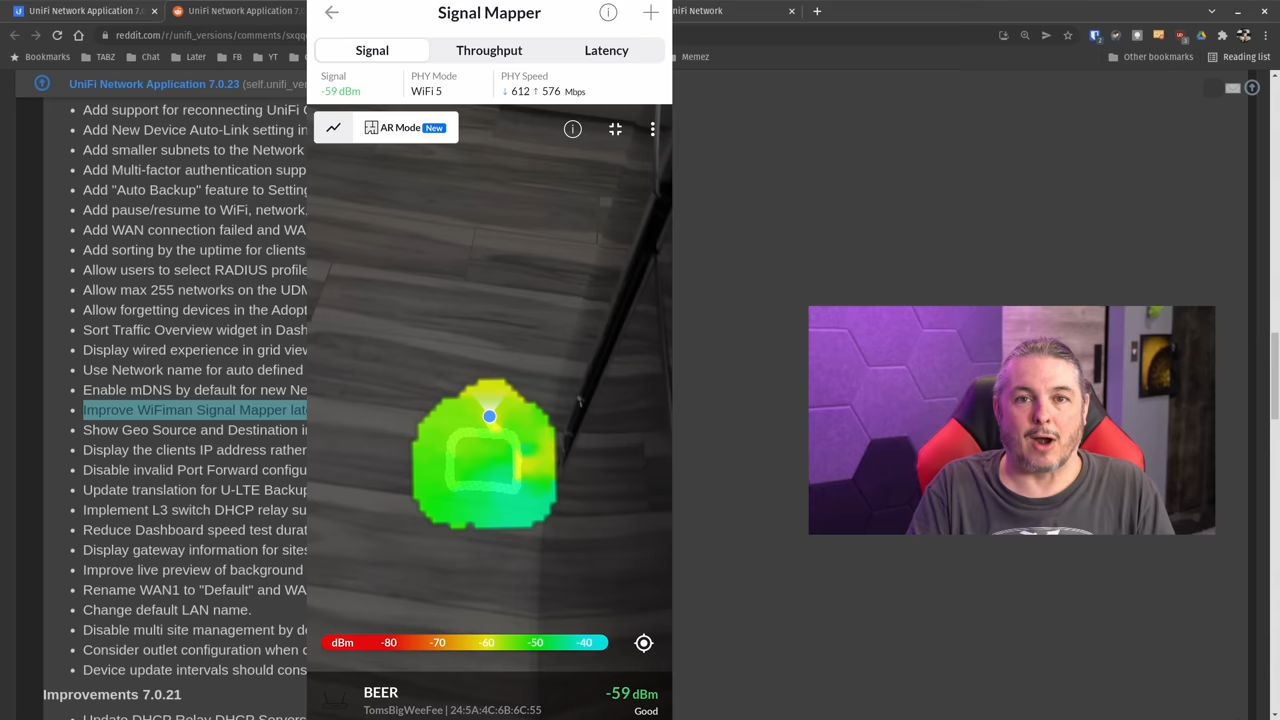 UniFi Network Application 7.0.23
UniFi Network Application 7.0.
niFi Network
reddit.com/r/unifi_versions/comments/sxqq
Bookmarks
TABZ
Chat
Later
FB
YT
Memez
Other bookmarks
Reading list
UniFi Network Application 7.0.23 (self.unifi_ve
Add support for reconnecting UniFi
Add New Device Auto-Link setting in
Add smaller subnets to the Network
Add Multi-factor authentication supp
Add "Auto Backup" feature to Setting
Add pause/resume to WiFi, network
Add WAN connection failed and WA
Add sorting by the uptime for clients
Allow users to select RADIUS profile
Allow max 255 networks on the UDM
Allow forgetting devices in the Adopt
Sort Traffic Overview widget in Dash
Display wired experience in grid view
Use Network name for auto defined
Enable mDNS by default for new Ne
Improve WiFiman Signal Mapper late
Show Geo Source and Destination i
Display the clients IP address rather
Disable invalid Port Forward configu
Update translation for U-LTE Backup
Implement L3 switch DHCP relay su
Reduce Dashboard speed test durat
Display gateway information for sites
Improve live preview of background
Rename WAN1 to "Default" and WA
Change default LAN name.
Disable multi site management by de
Consider outlet configuration when c
Device update intervals should cons
Improvements 7.0.21
Update DHCP Relay DHCP Servers
Signal Mapper
Signal
Throughput
Latency
Signal
-59 dBm
PHY Mode
WiFi 5
PHY Speed
↓ 612 ↑ 576 Mbps
AR Mode New
dBm -80 -70 -60 -50 -40
BEER
TomsBigWeeFee | 24:5A:4C:6B:6C:55
-59 dBm
Good